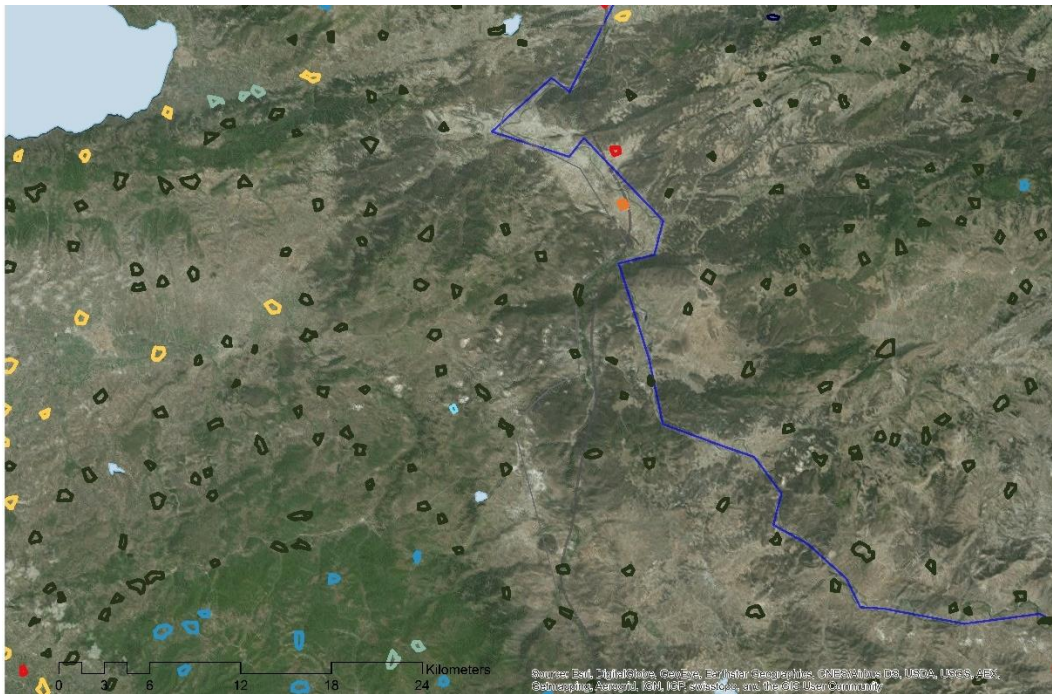 Kilometers
0 3 6 12 18 24
Source: Esri, DigitalGlobe, GeoEye, Earthstar Geographics, CNES/Airbus DS, USDA, USGS, AEX,
Getmapping, Aerogrid, IGN, IGP, swisstopo, and the GIS User Community